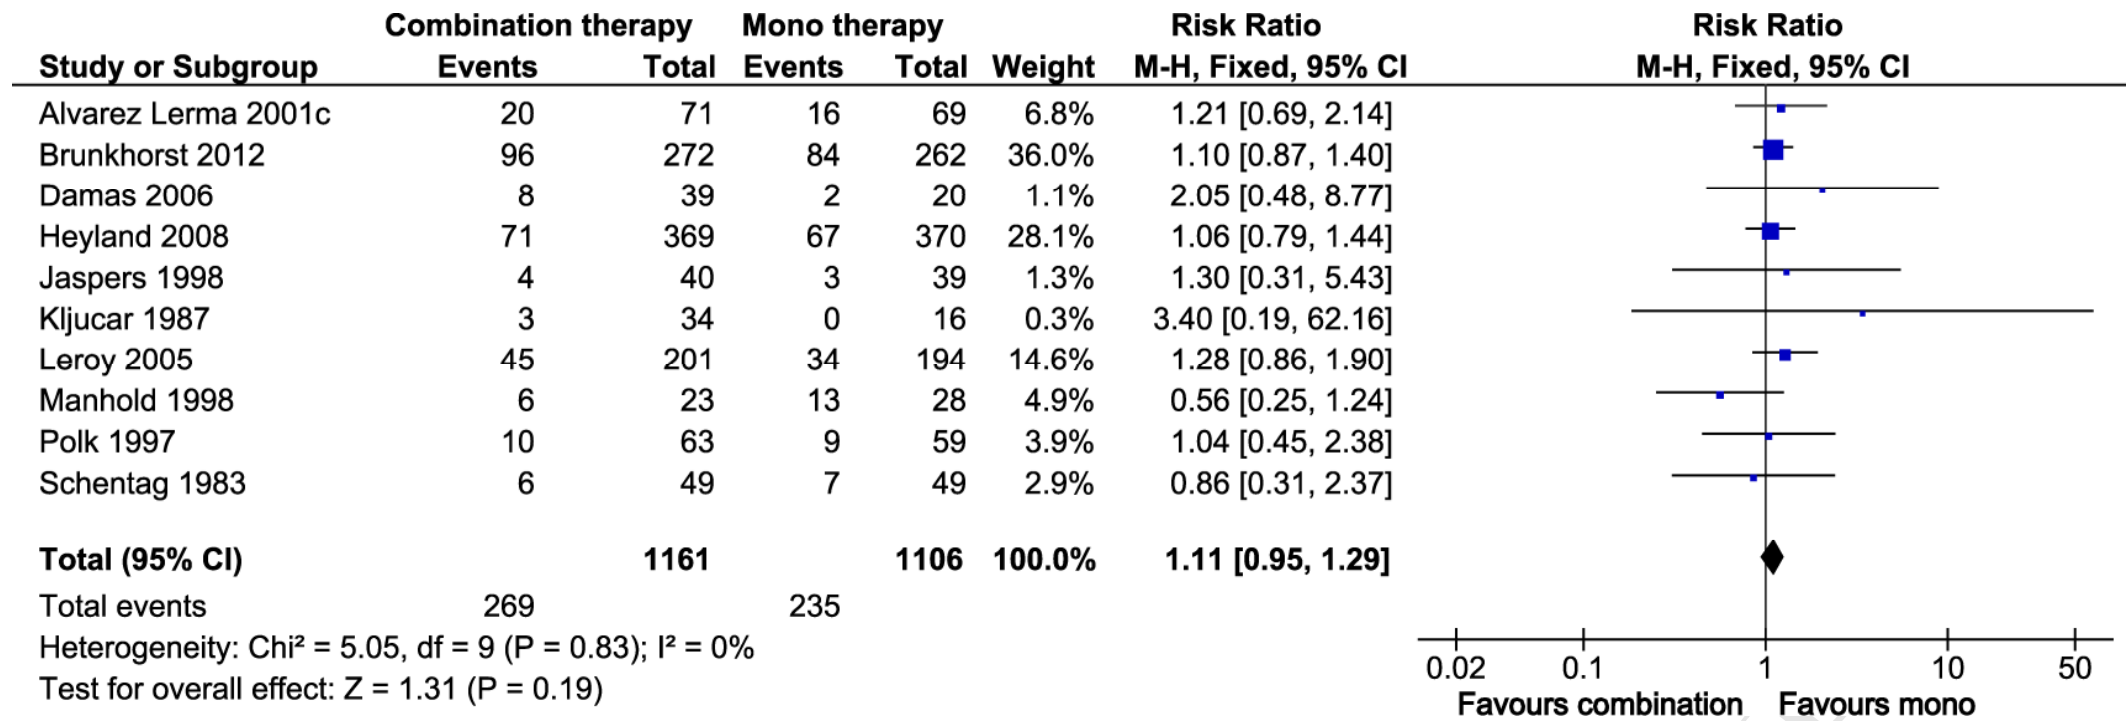 Combination therapy Mono therapy Risk Ratio Risk Ratio
Study or Subgroup Events Total Events Total Weight M-H, Fixed, 95% CI M-H, Fixed, 95% CI
Alvarez Lerma 2001c 20 71 16 69 6.8% 1.21 [0.69, 2.14]
Brunkhorst 2012 96 272 84 262 36.0% 1.10 [0.87, 1.40]
Damas 2006 8 39 2 20 1.1% 2.05 [0.48, 8.77]
Heyland 2008 71 369 67 370 28.1% 1.06 [0.79, 1.44]
Jaspers 1998 4 40 3 39 1.3% 1.30 [0.31, 5.43]
Kljucar 1987 3 34 0 16 0.3% 3.40 [0.19, 62.16]
Leroy 2005 45 201 34 194 14.6% 1.28 [0.86, 1.90]
Manhold 1998 6 23 13 28 4.9% 0.56 [0.25, 1.24]
Polk 1997 10 63 9 59 3.9% 1.04 [0.45, 2.38]
Schentag 1983 6 49 7 49 2.9% 0.86 [0.31, 2.37]
Total (95% CI) 1161 1106 100.0% 1.11 [0.95, 1.29]
Total events 269 235
Heterogeneity: Chi² = 5.05, df = 9 (P = 0.83); I² = 0%
Test for overall effect: Z = 1.31 (P = 0.19)
0.02 0.1 1 10 50
Favours combination Favours mono